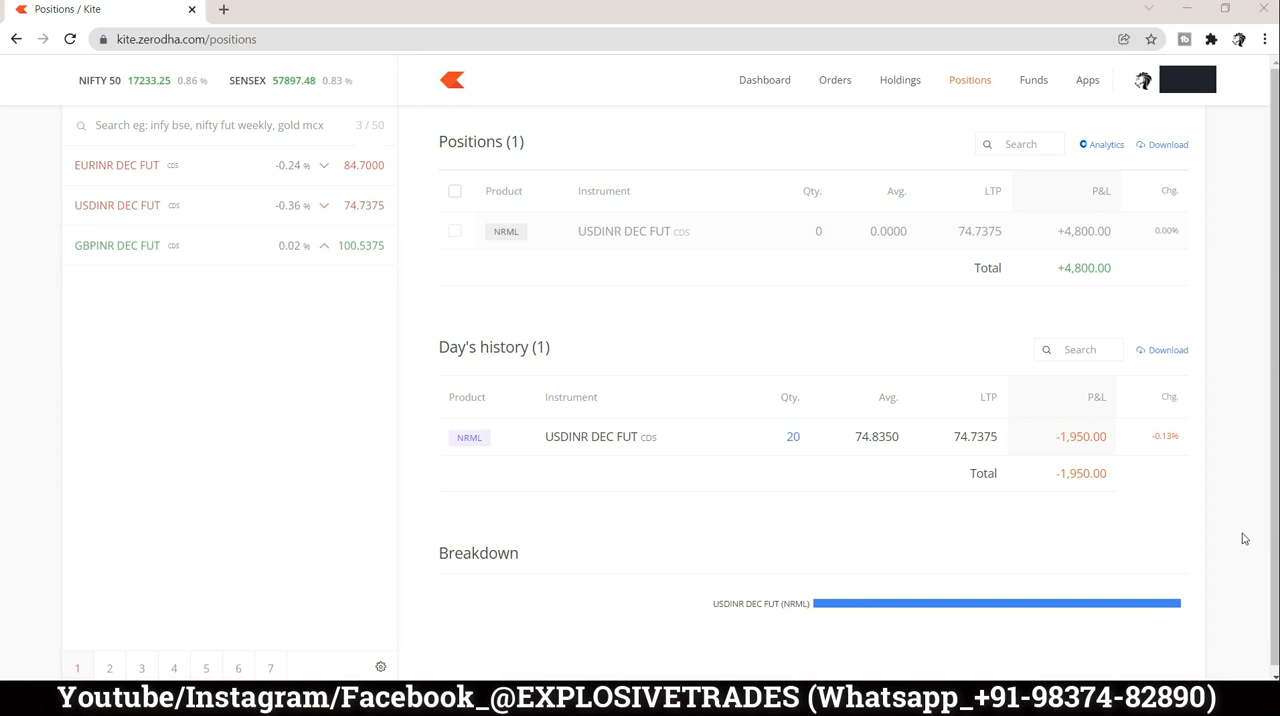 Positions / Kite
kite.zerodha.com/positions
NIFTY 50 17233.25 0.86 % SENSEX 57897.48 0.83 %
Dashboard Orders Holdings Positions Funds Apps
Search eg: infy bse, nifty fut weekly, gold mcx 3 / 50
EURINR DEC FUT CDS -0.24 % 84.7000
USDINR DEC FUT CDS -0.36 % 74.7375
GBPINR DEC FUT CDS 0.02 % 100.5375
Positions (1) Search Analytics Download
Product Instrument Qty. Avg. LTP P&L Chg.
NRML USDINR DEC FUT CDS 0 0.0000 74.7375 +4,800.00 0.00%
Total +4,800.00
Day's history (1) Search Download
Product Instrument Qty. Avg. LTP P&L Chg.
NRML USDINR DEC FUT CDS 20 74.8350 74.7375 -1,950.00 -0.13%
Total -1,950.00
Breakdown
USDINR DEC FUT (NRML)
1 2 3 4 5 6 7
Youtube/Instagram/Facebook_@EXPLOSIVETRADES (Whatsapp_+91-98374-82890)